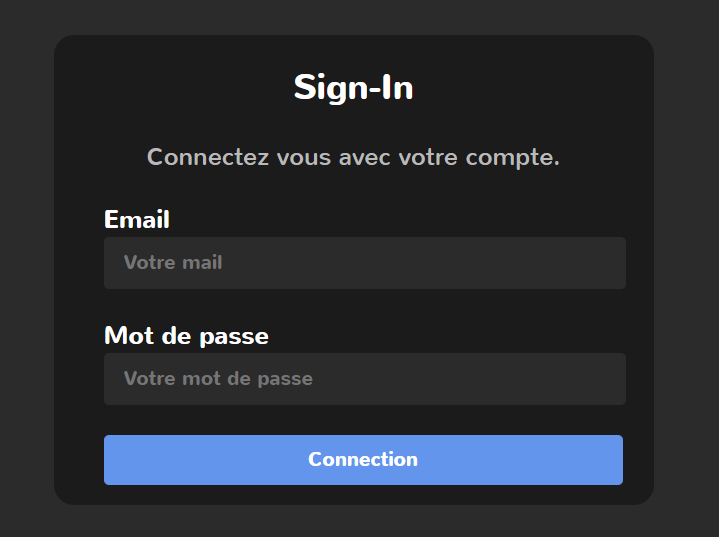 Sign-In
Connectez vous avec votre compte.
Email
Votre mail
Mot de passe
Votre mot de passe
Connection